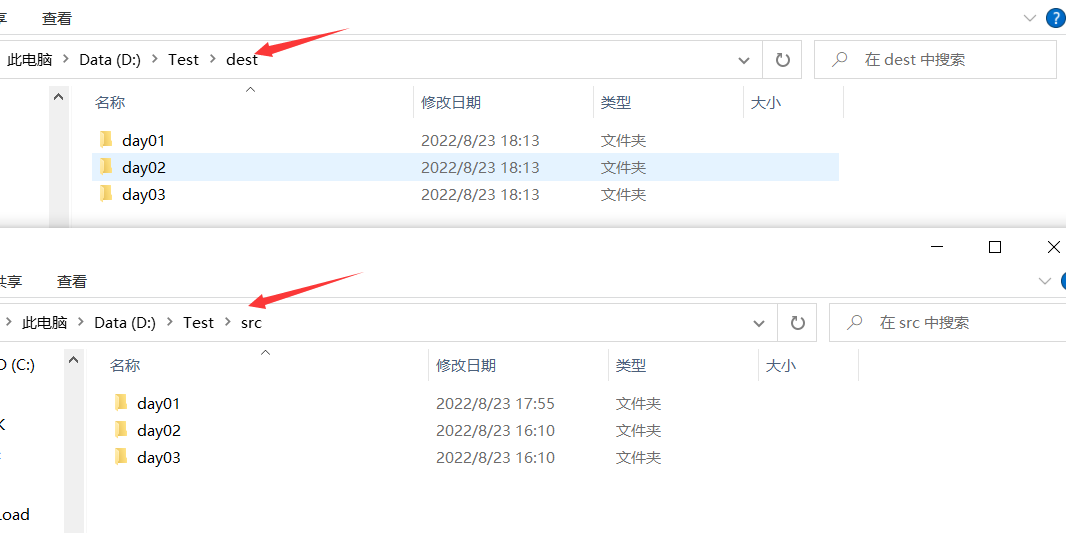 享 查看
?
此电脑 > Data (D:) > Test > dest 在 dest 中搜索
名称 修改日期 类型 大小
day01 2022/8/23 18:13 文件夹
day02 2022/8/23 18:13 文件夹
day03 2022/8/23 18:13 文件夹
共享 查看
> 此电脑 > Data (D:) > Test > src 在 src 中搜索
(C:) 名称 修改日期 类型 大小
day01 2022/8/23 17:55 文件夹
day02 2022/8/23 16:10 文件夹
day03 2022/8/23 16:10 文件夹
oad